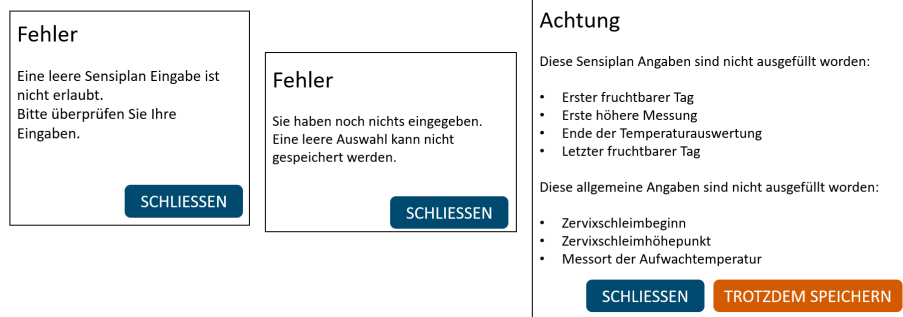 Fehler
Eine leere Sensiplan Eingabe ist
nicht erlaubt.
Bitte überprüfen Sie Ihre
Eingaben.
SCHLIESSEN
Fehler
Sie haben noch nichts eingegeben.
Eine leere Auswahl kann nicht
gespeichert werden.
SCHLIESSEN
Achtung
Diese Sensiplan Angaben sind nicht ausgefüllt worden:
• Erster fruchtbarer Tag
• Erste höhere Messung
• Ende der Temperaturauswertung
• Letzter fruchtbarer Tag
Diese allgemeine Angaben sind nicht ausgefüllt worden:
• Zervixschleimbeginn
• Zervixschleimhöhepunkt
• Messort der Aufwachtemperatur
SCHLIESSEN TROTZDEM SPEICHERN